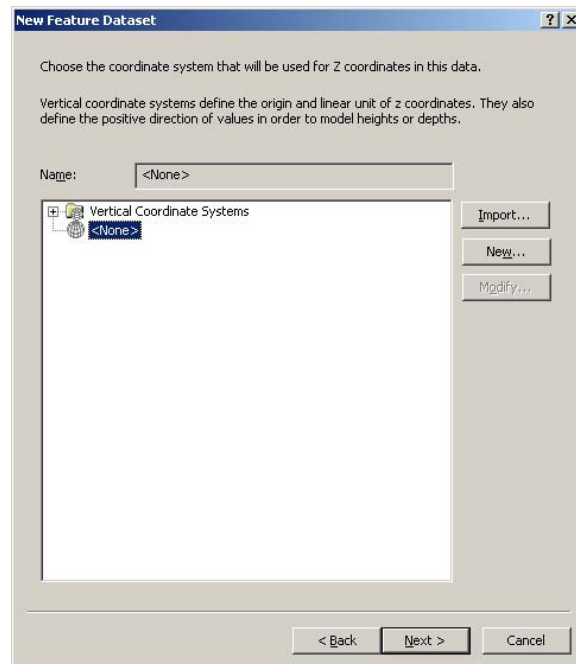 New Feature Dataset
Choose the coordinate system that will be used for Z coordinates in this data.
Vertical coordinate systems define the origin and linear unit of z coordinates. They also
define the positive direction of values in order to model heights or depths.
Name: <None>
Vertical Coordinate Systems
<None>
Import...
New...
Modify...
< Back Next > Cancel